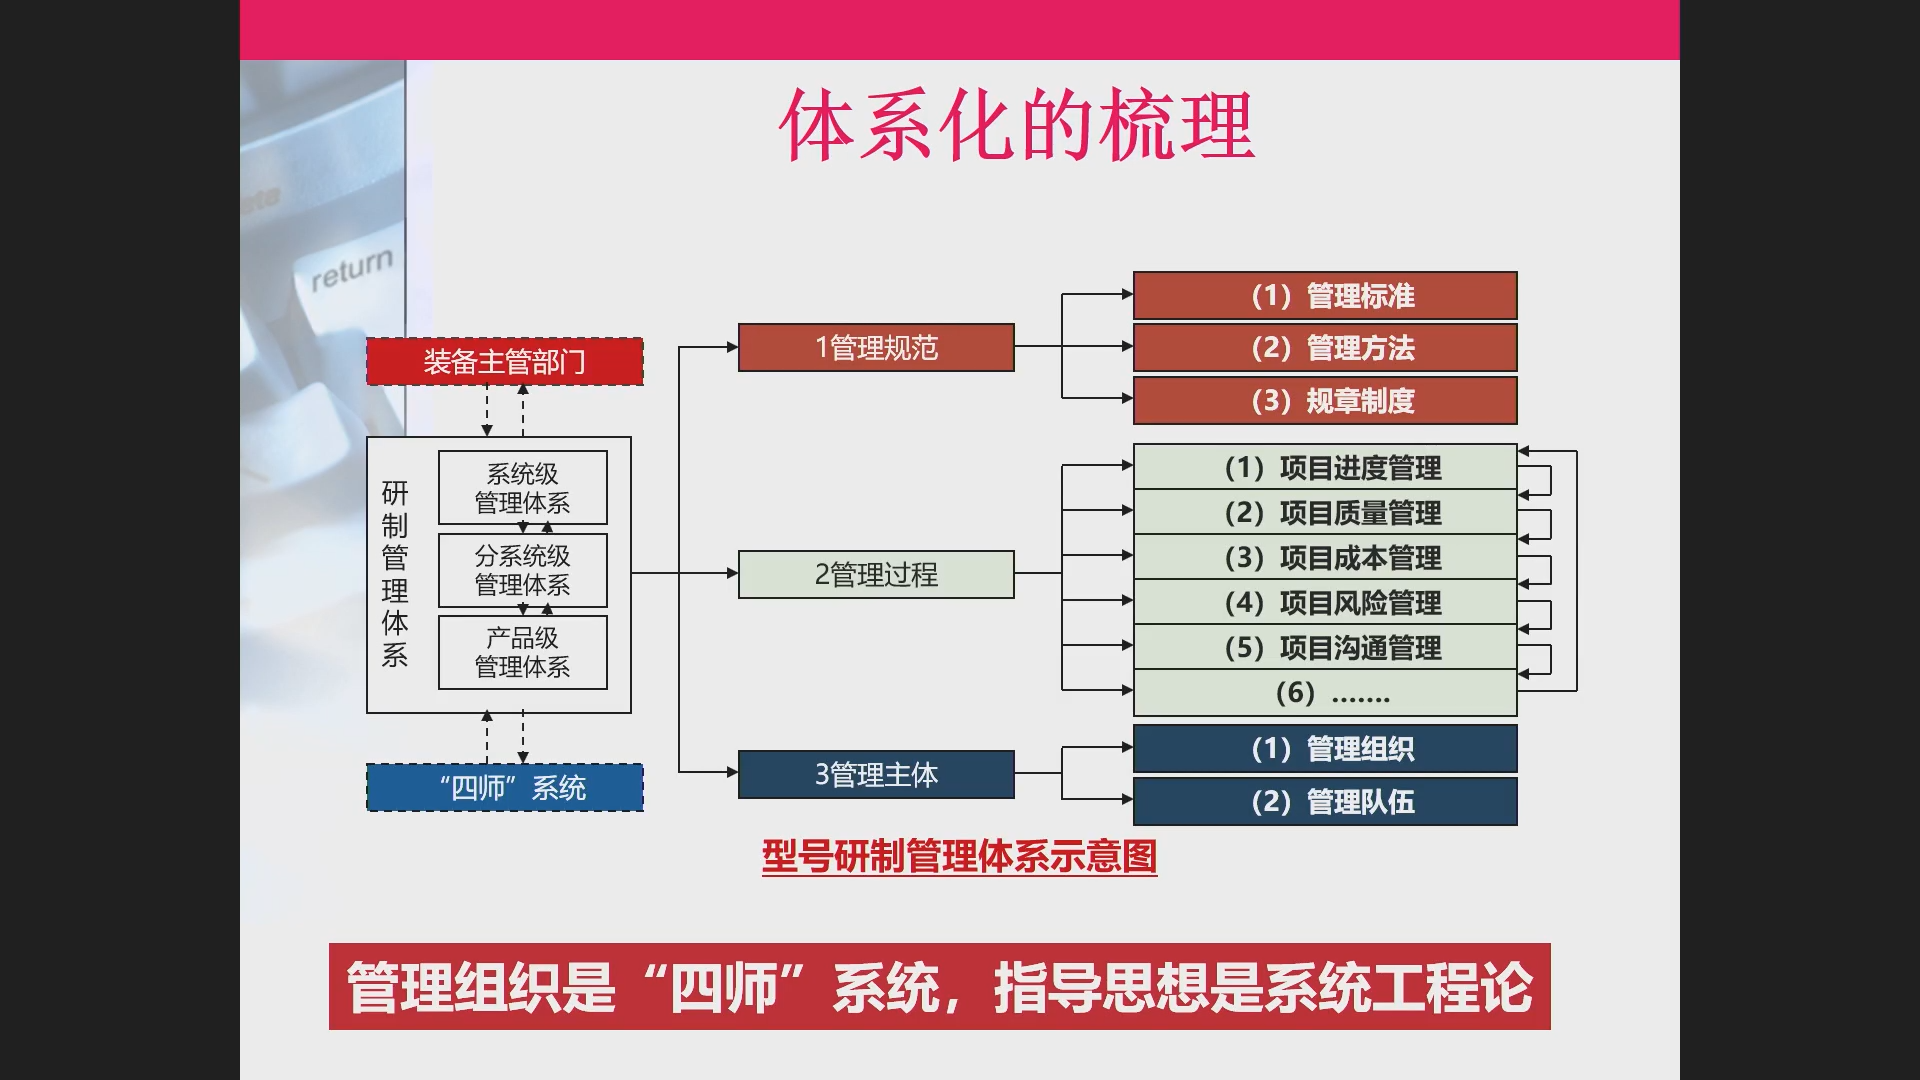 体系化的梳理
return
装备主管部门
研制管理体系
系统级
管理体系
分系统级
管理体系
产品级
管理体系
“四师”系统
1管理规范
(1）管理标准
(2）管理方法
(3）规章制度
2管理过程
(1）项目进度管理
(2）项目质量管理
(3）项目成本管理
(4）项目风险管理
(5）项目沟通管理
(6）.......
3管理主体
(1）管理组织
(2）管理队伍
型号研制管理体系示意图
管理组织是“四师”系统，指导思想是系统工程论